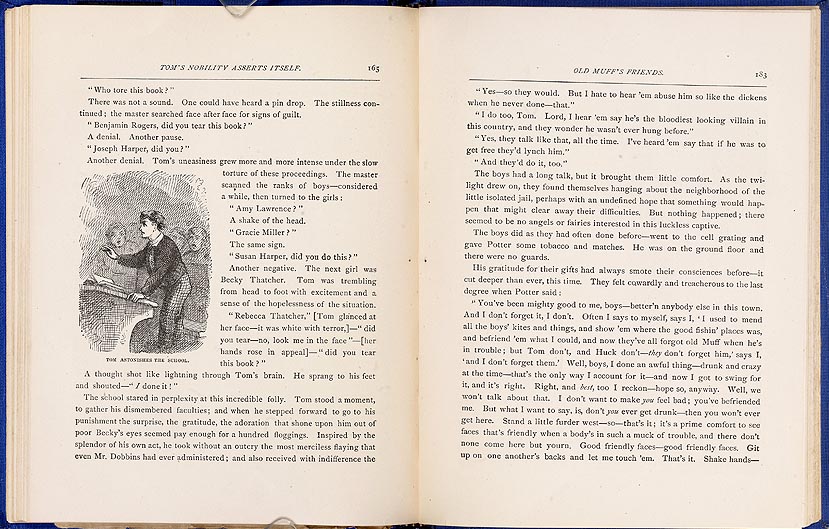 TOM'S NOBILITY ASSERTS ITSELF. 165
"Who tore this book?"
There was not a sound. One could have heard a pin drop. The stillness con-
tinued; the master searched face after face for signs of guilt.
"Benjamin Rogers, did you tear this book?"
A denial. Another pause.
"Joseph Harper, did you?"
Another denial. Tom's uneasiness grew more and more intense under the slow
torture of these proceedings. The master
scanned the ranks of boys—considered
a while, then turned to the girls:
"Amy Lawrence?"
A shake of the head.
"Gracie Miller?"
The same sign.
"Susan Harper, did you do this?"
Another negative. The next girl was
Becky Thatcher. Tom was trembling
from head to foot with excitement and a
sense of the hopelessness of the situation.
"Rebecca Thatcher," [Tom glanced at
her face—it was white with terror,]—"did
you tear—no, look me in the face"—[her
hands rose in appeal]—"did you tear
this book?"
TOM ASTONISHES THE SCHOOL.
A thought shot like lightning through Tom's brain. He sprang to his feet
and shouted—"I done it!"
The school stared in perplexity at this incredible folly. Tom stood a moment,
to gather his dismembered faculties; and when he stepped forward to go to his
punishment the surprise, the gratitude, the adoration that shone upon him out of
poor Becky's eyes seemed pay enough for a hundred floggings. Inspired by the
splendor of his own act, he took without an outcry the most merciless flaying that
even Mr. Dobbins had ever administered; and also received with indifference the
OLD MUFF'S FRIENDS. 183
"Yes—so they would. But I hate to hear 'em abuse him so like the dickens
when he never done—that."
"I do too, Tom. Lord, I hear 'em say he's the bloodiest looking villain in
this country, and they wonder he wasn't ever hung before."
"Yes, they talk like that, all the time. I've heard 'em say that if he was to
get free they'd lynch him."
"And they'd do it, too."
The boys had a long talk, but it brought them little comfort. As the twi-
light drew on, they found themselves hanging about the neighborhood of the
little isolated jail, perhaps with an undefined hope that something would hap-
pen that might clear away their difficulties. But nothing happened; there
seemed to be no angels or fairies interested in this luckless captive.
The boys did as they had often done before—went to the cell grating and
gave Potter some tobacco and matches. He was on the ground floor and
there were no guards.
His gratitude for their gifts had always smote their consciences before—it
cut deeper than ever, this time. They felt cowardly and treacherous to the last
degree when Potter said:
"You've been mighty good to me, boys—better'n anybody else in this town.
And I don't forget it, I don't. Often I says to myself, says I, 'I used to mend
all the boys' kites and things, and show 'em where the good fishin' places was,
and befriend 'em what I could, and now they've all forgot old Muff when he's
in trouble; but Tom don't, and Huck don't—they don't forget him,' says I,
'and I don't forget them.' Well, boys, I done an awful thing—drunk and crazy
at the time—that's the only way I account for it—and now I got to swing for
it, and it's right. Right, and best, too I reckon—hope so, anyway. Well, we
won't talk about that. I don't want to make you feel bad; you've befriended
me. But what I want to say, is, don't you ever get drunk—then you won't ever
get here. Stand a little furder west—so—that's it; it's a prime comfort to see
faces that's friendly when a body's in such a muck of trouble, and there don't
none come here but yourn. Good friendly faces—good friendly faces. Git
up on one another's backs and let me touch 'em. That's it. Shake hands—